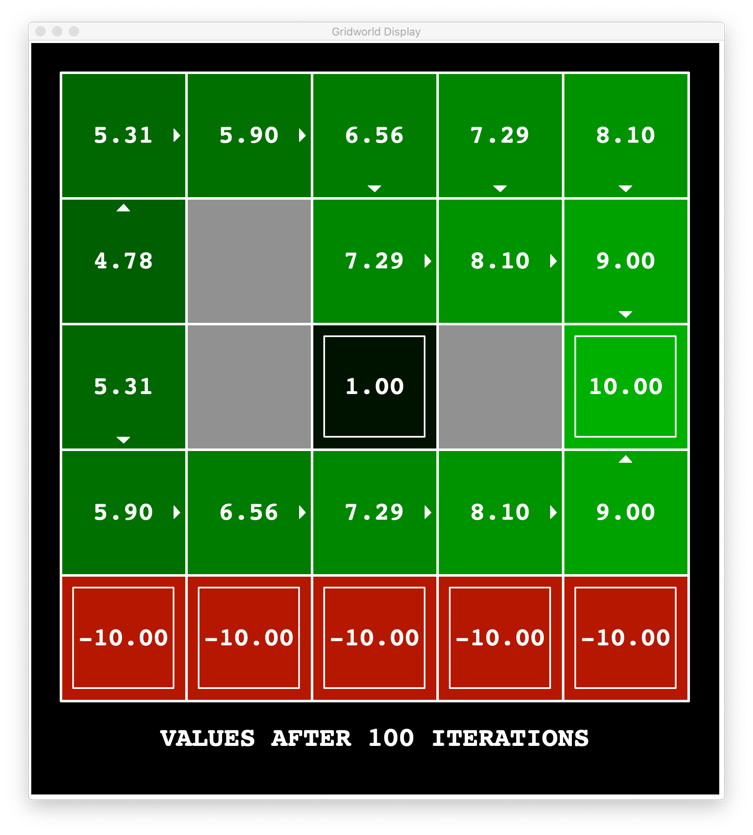 Gridworld Display
5.31 5.90 6.56 7.29 8.10
4.78 7.29 8.10 9.00
5.31 1.00 10.00
5.90 6.56 7.29 8.10 9.00
-10.00 -10.00 -10.00 -10.00 -10.00
VALUES AFTER 100 ITERATIONS